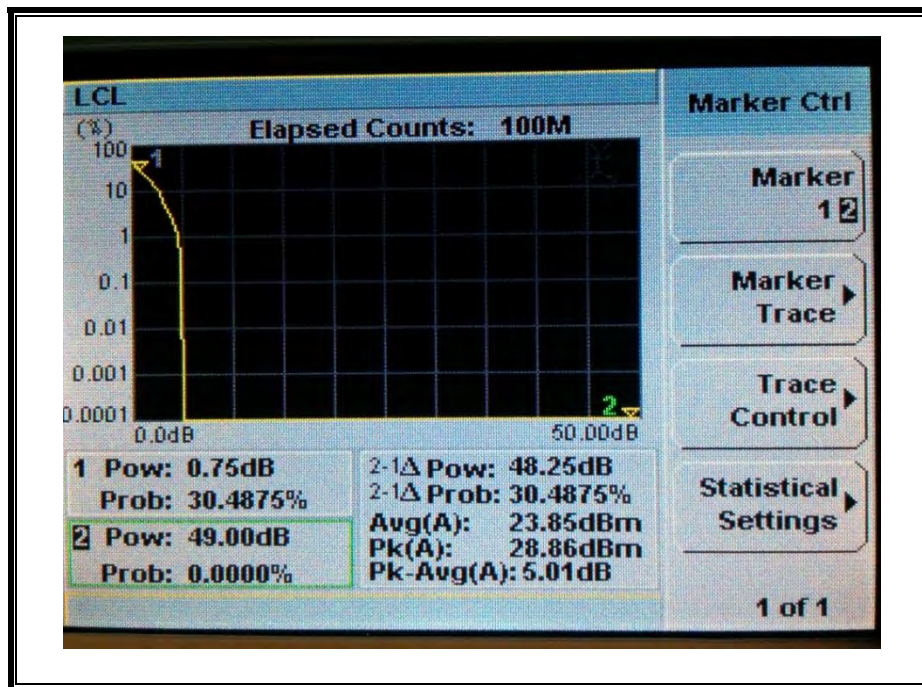 LCL
(%)
Elapsed Counts: 100M
100
1
10
1
0.1
0.01
0.001
0.0001
2
0.0dB
50.00dB
1 Pow: 0.75dB
Prob: 30.4875%
2 Pow: 49.00dB
Prob: 0.0000%
2-1Δ Pow: 48.25dB
2-1Δ Prob: 30.4875%
Avg(A): 23.85dBm
Pk(A): 28.86dBm
Pk-Avg(A): 5.01dB
Marker Ctrl
Marker
1 2
Marker
Trace
Trace
Control
Statistical
Settings
1 of 1